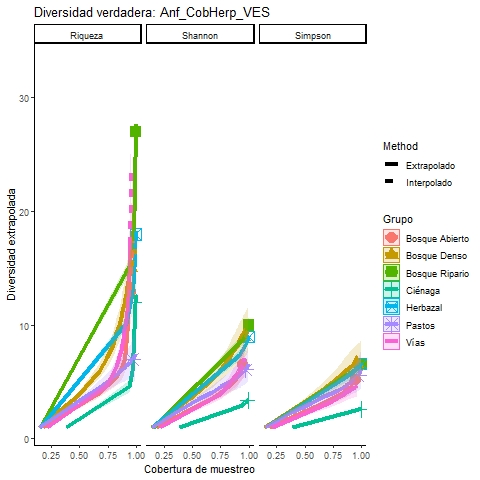 Diversidad verdadera: Anf_CobHerp_VES
Riqueza Shannon Simpson
30
20
10
0
Diversidad extrapolada
0.25 0.50 0.75 1.00 0.25 0.50 0.75 1.00 0.25 0.50 0.75 1.00
Cobertura de muestreo
Method
Extrapolado
Interpolado
Grupo
Bosque Abierto
Bosque Denso
Bosque Ripario
Ciénaga
Herbazal
Pastos
Vías